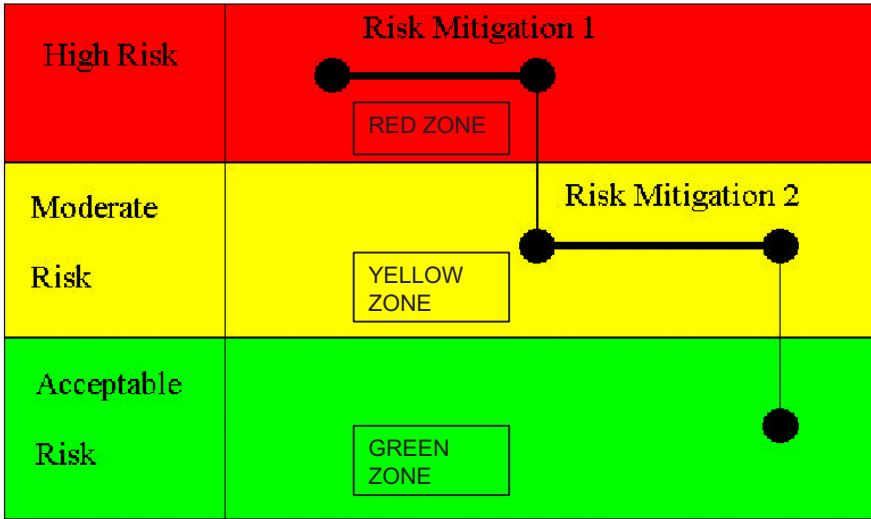 High Risk
Risk Mitigation 1
RED ZONE
Moderate
Risk
Risk Mitigation 2
YELLOW
ZONE
Acceptable
Risk
GREEN
ZONE